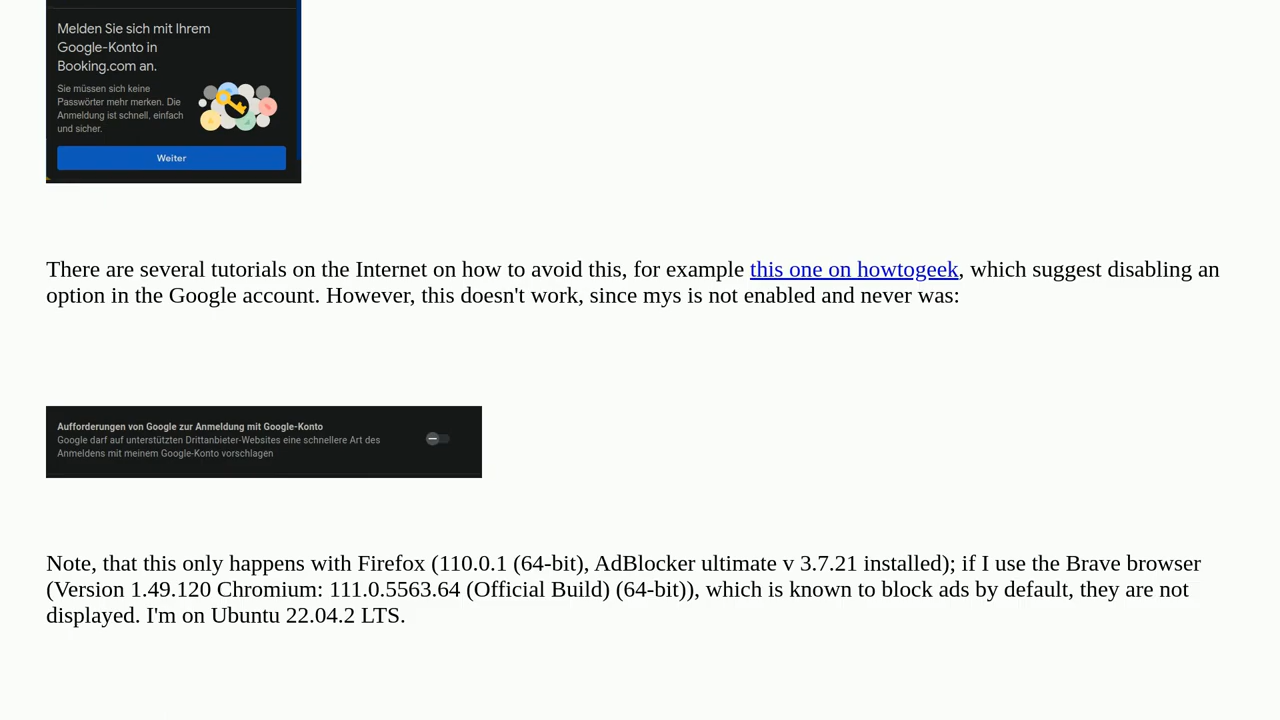 Melden Sie sich mit Ihrem
Google-Konto in
Booking.com an.
Sie müssen sich keine
Passwörter mehr merken. Die
Anmeldung ist schnell, einfach
und sicher.
Weiter
There are several tutorials on the Internet on how to avoid this, for example this one on howtogeek, which suggest disabling an
option in the Google account. However, this doesn't work, since mys is not enabled and never was:
Aufforderungen von Google zur Anmeldung mit Google-Konto
Google darf auf unterstützten Drittanbieter-Websites eine schnellere Art des
Anmeldens mit meinem Google-Konto vorschlagen
Note, that this only happens with Firefox (110.0.1 (64-bit), AdBlocker ultimate v 3.7.21 installed); if I use the Brave browser
(Version 1.49.120 Chromium: 111.0.5563.64 (Official Build) (64-bit)), which is known to block ads by default, they are not
displayed. I'm on Ubuntu 22.04.2 LTS.